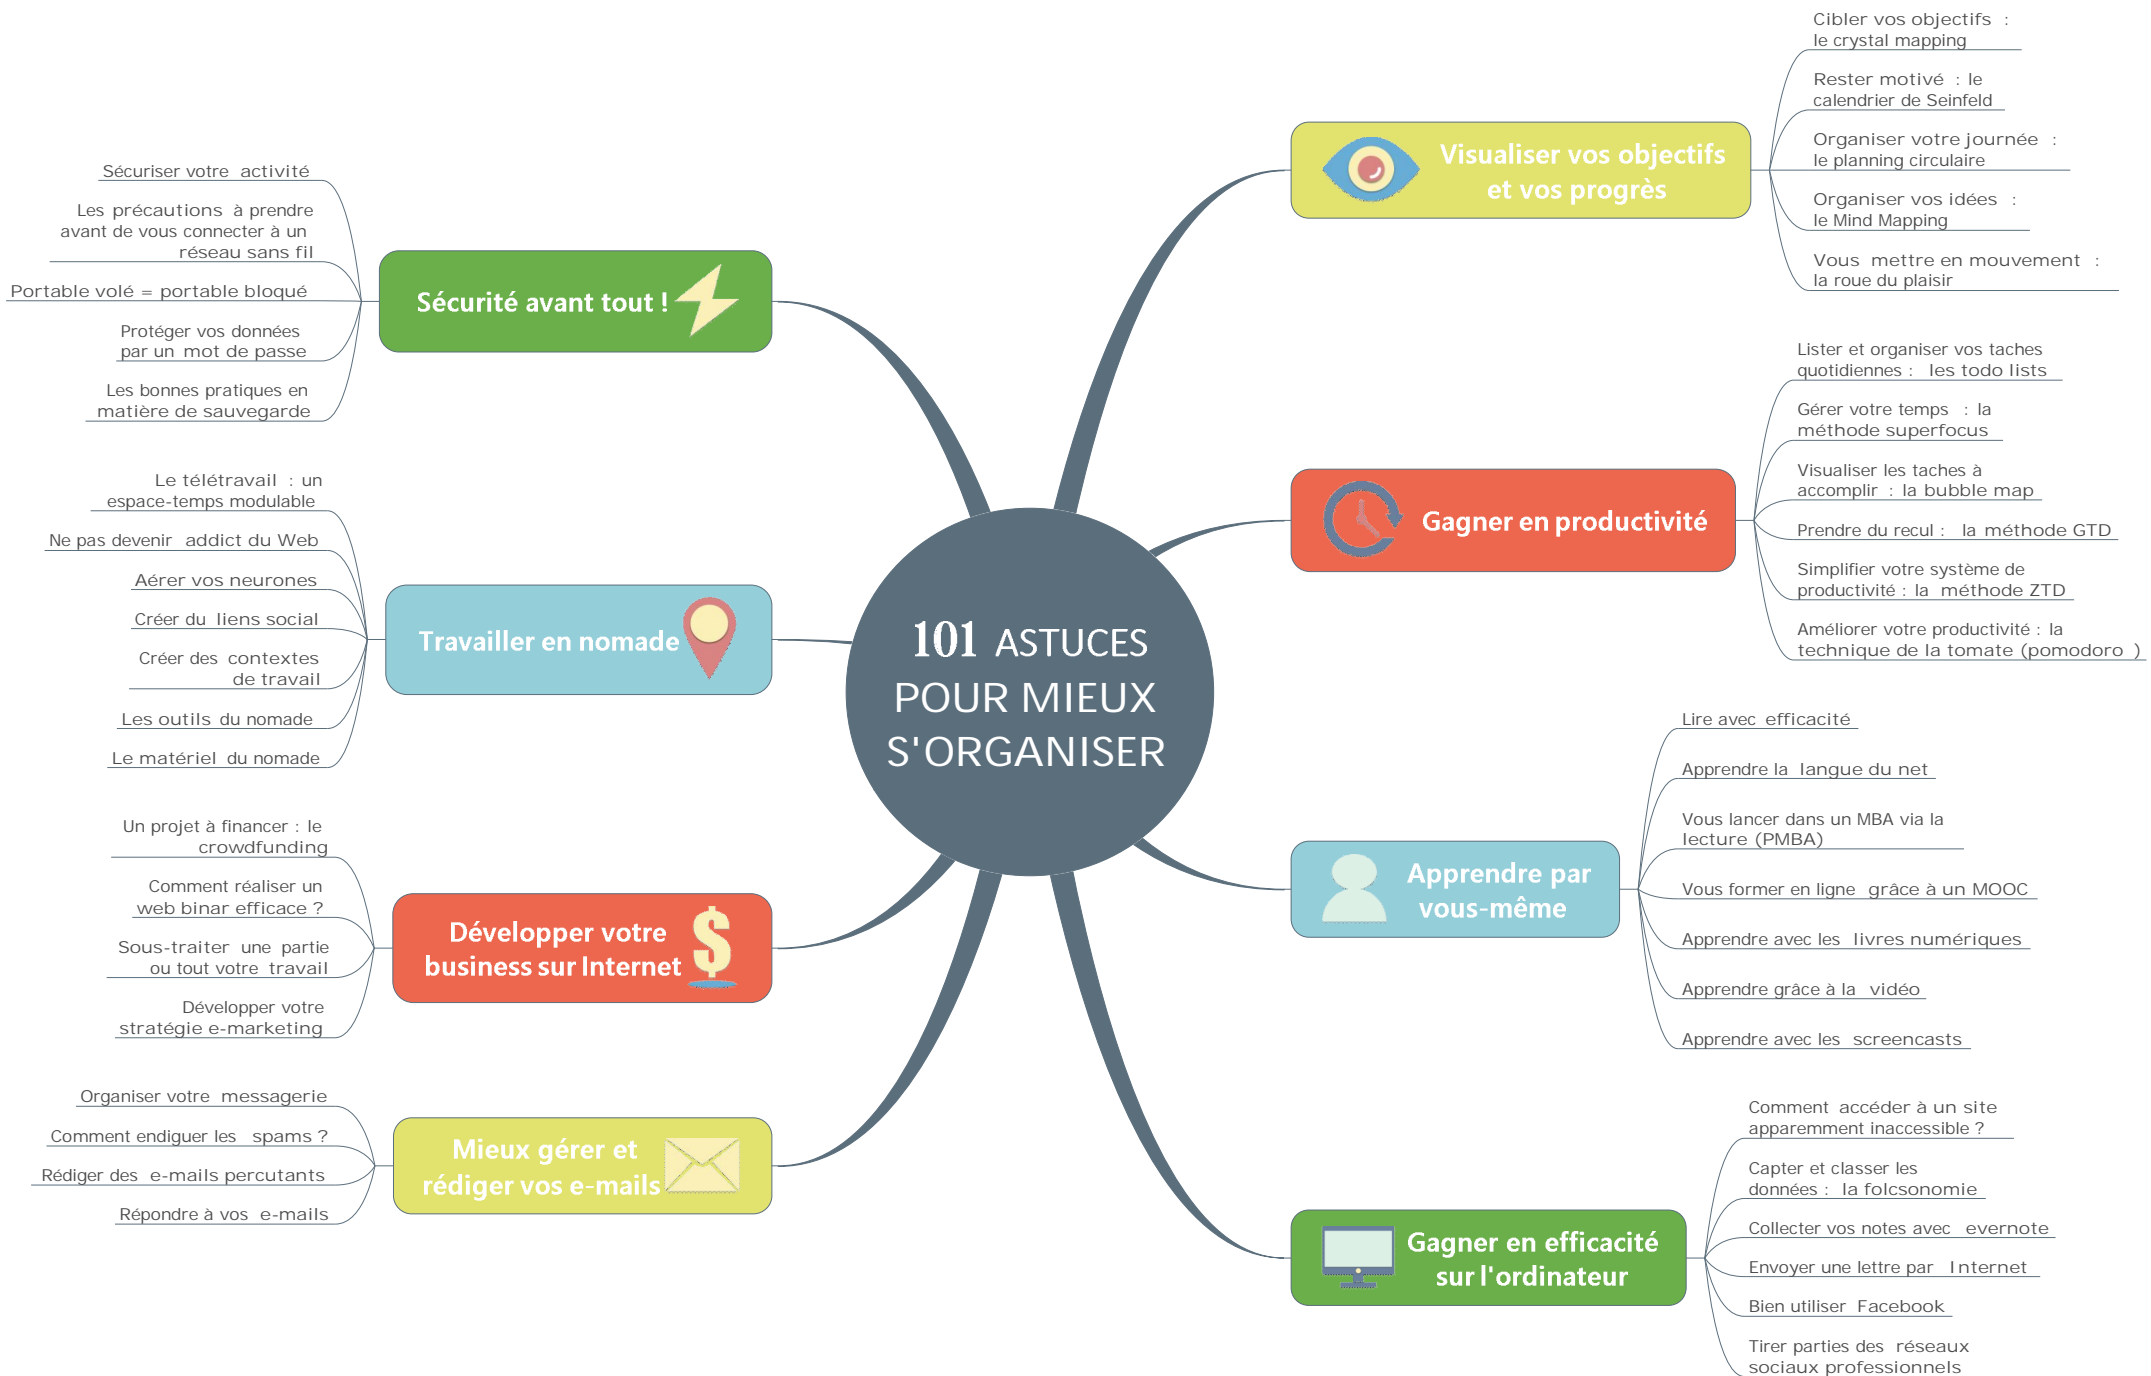 101 ASTUCES
POUR MIEUX
S'ORGANISER
Visualiser vos objectifs
et vos progrès
Cibler vos objectifs :
le crystal mapping
Rester motivé : le
calendrier de Seinfeld
Organiser votre journée :
le planning circulaire
Organiser vos idées :
le Mind Mapping
Vous mettre en mouvement :
la roue du plaisir
Gagner en productivité
Lister et organiser vos taches
quotidiennes : les todo lists
Gérer votre temps : la
méthode superfocus
Visualiser les taches à
accomplir : la bubble map
Prendre du recul : la méthode GTD
Simplifier votre système de
productivité : la méthode ZTD
Améliorer votre productivité : la
technique de la tomate (pomodoro )
Apprendre par
vous-même
Lire avec efficacité
Apprendre la langue du net
Vous lancer dans un MBA via la
lecture (PMBA)
Vous former en ligne grâce à un MOOC
Apprendre avec les livres numériques
Apprendre grâce à la vidéo
Apprendre avec les screencasts
Gagner en efficacité
sur l'ordinateur
Comment accéder à un site
apparemment inaccessible ?
Capter et classer les
données : la folcsonomie
Collecter vos notes avec evernote
Envoyer une lettre par Internet
Bien utiliser Facebook
Tirer parties des réseaux
sociaux professionnels
Sécurité avant tout !
Sécuriser votre activité
Les précautions à prendre
avant de vous connecter à un
réseau sans fil
Portable volé = portable bloqué
Protéger vos données
par un mot de passe
Les bonnes pratiques en
matière de sauvegarde
Travailler en nomade
Le télétravail : un
espace-temps modulable
Ne pas devenir addict du Web
Aérer vos neurones
Créer du liens social
Créer des contextes
de travail
Les outils du nomade
Le matériel du nomade
Développer votre
business sur Internet
Un projet à financer : le
crowdfunding
Comment réaliser un
web binar efficace ?
Sous-traiter une partie
ou tout votre travail
Développer votre
stratégie e-marketing
Mieux gérer et
rédiger vos e-mails
Organiser votre messagerie
Comment endiguer les spams ?
Rédiger des e-mails percutants
Répondre à vos e-mails